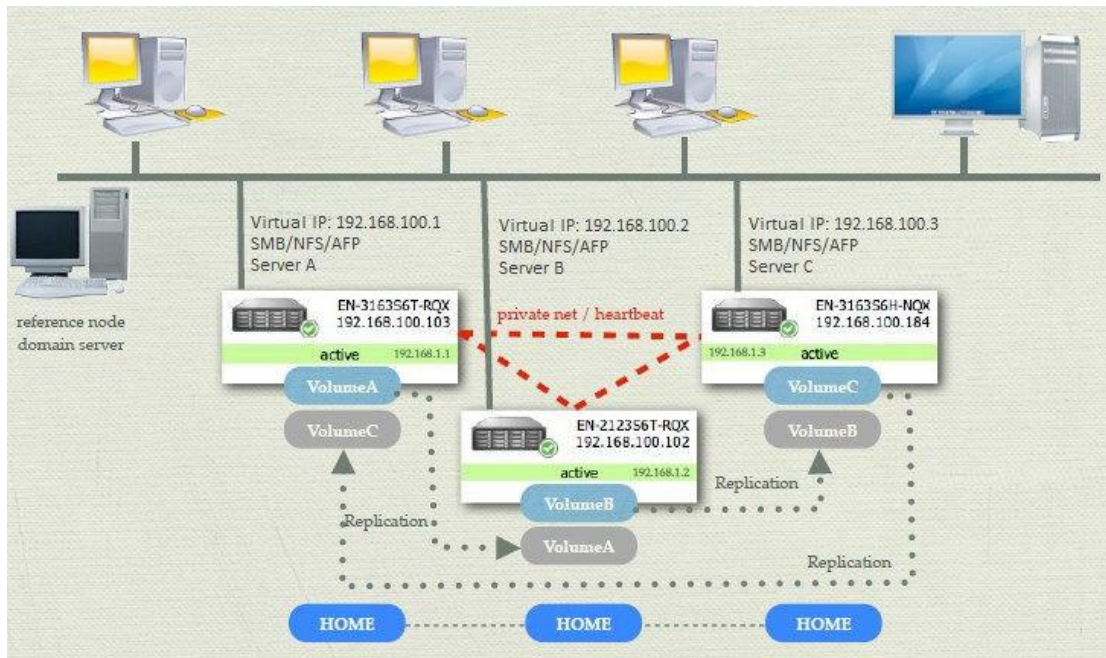 Virtual IP: 192.168.100.1
SMB/NFS/AFP
Server A
Virtual IP: 192.168.100.2
SMB/NFS/AFP
Server B
Virtual IP: 192.168.100.3
SMB/NFS/AFP
Server C
reference node
domain server
EN-3163S6T-RQX
192.168.100.103
active 192.168.1.1
VolumeA
VolumeC
private net / heartbeat
EN-3163S6H-NQX
192.168.100.184
192.168.1.3 active
VolumeC
VolumeB
EN-2123S6T-RQX
192.168.100.102
active 192.168.1.2
VolumeB
VolumeA
Replication
Replication
Replication
HOME
HOME
HOME